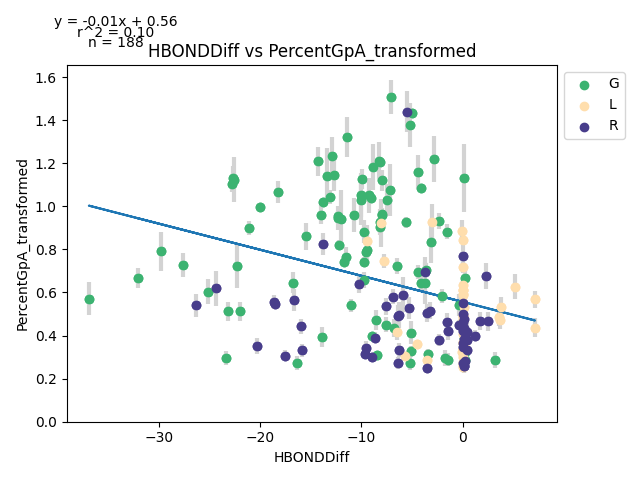 y = -0.01x + 0.56
r^2 = 0.10
n = 188
HBONDDiff vs PercentGpA_transformed
1.6
1.4
1.2
1.0
0.8
0.6
0.4
0.2
0.0
PercentGpA_transformed
−30
−20
−10
0
HBONDDiff
G
L
R